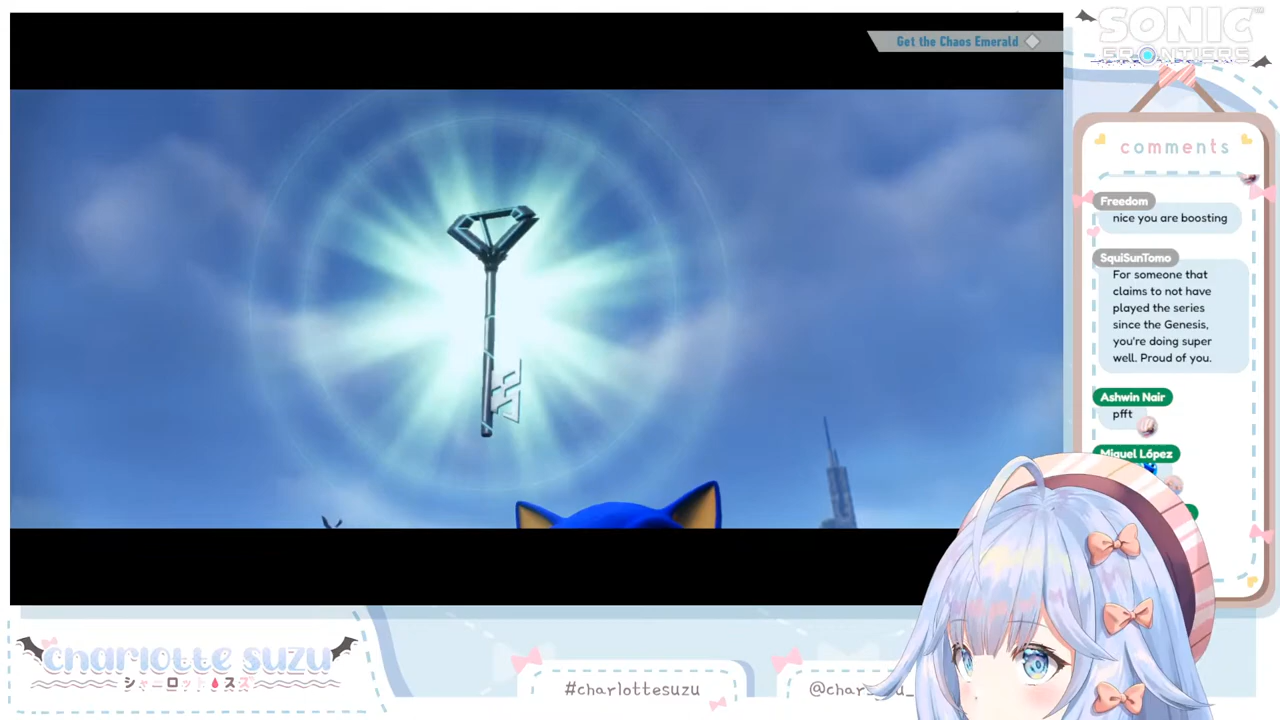 Get the Chaos Emerald
SONIC
FRONTIERS
comments
Freedom
nice you are boosting
SquiSunTomo
For someone that
claims to not have
played the series
since the Genesis,
you're doing super
well. Proud of you.
Ashwin Nair
pfft
Miguel López
charlotte suzu
シャーロットスズ
#charlottesuzu